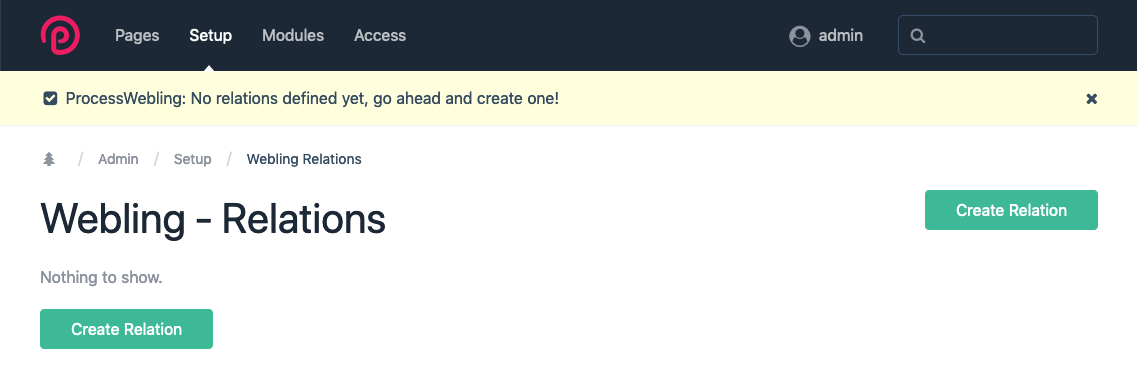 Pages Setup Modules Access admin
ProcessWebling: No relations defined yet, go ahead and create one!
/ Admin / Setup / Webling Relations
Webling - Relations
Create Relation
Nothing to show.
Create Relation